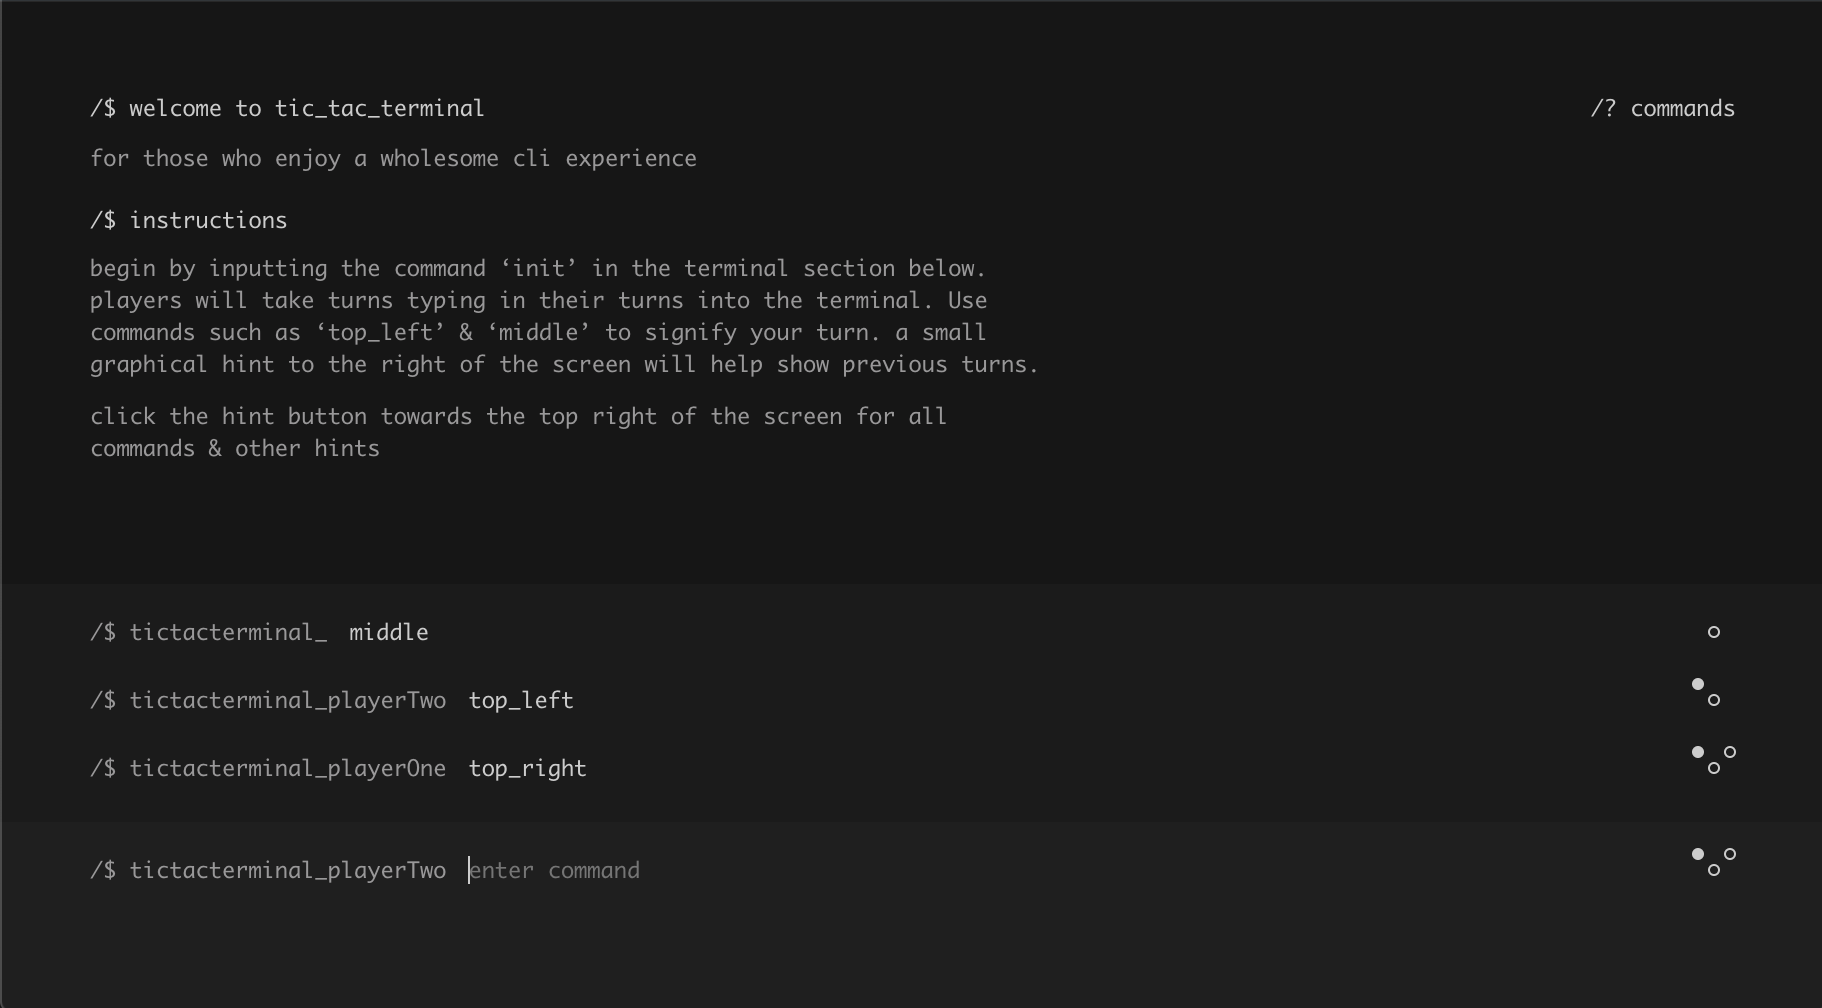 /$ welcome to tic_tac_terminal
/? commands
for those who enjoy a wholesome cli experience
/$ instructions
begin by inputting the command ‘init’ in the terminal section below.
players will take turns typing in their turns into the terminal. Use
commands such as ‘top_left’ & ‘middle’ to signify your turn. a small
graphical hint to the right of the screen will help show previous turns.
click the hint button towards the top right of the screen for all
commands & other hints
/$ tictacterminal_ middle
/$ tictacterminal_playerTwo top_left
/$ tictacterminal_playerOne top_right
/$ tictacterminal_playerTwo enter command